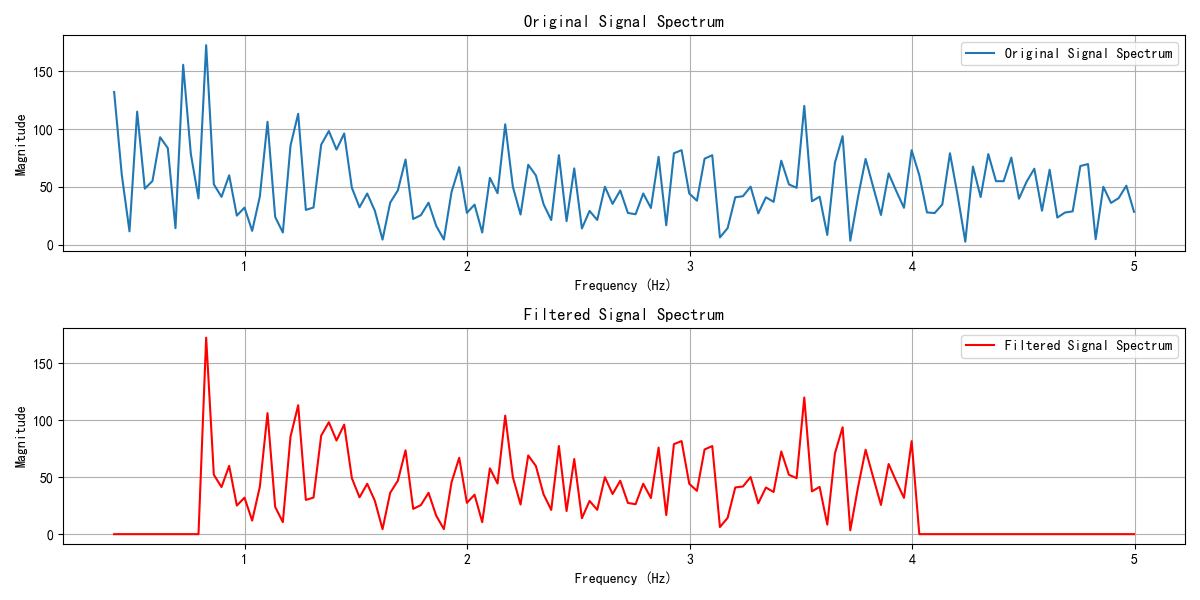 Original Signal Spectrum
Original Signal Spectrum
Magnitude
150
100
50
0
1 2 3 4 5
Frequency (Hz)
Filtered Signal Spectrum
Filtered Signal Spectrum
Magnitude
150
100
50
0
1 2 3 4 5
Frequency (Hz)